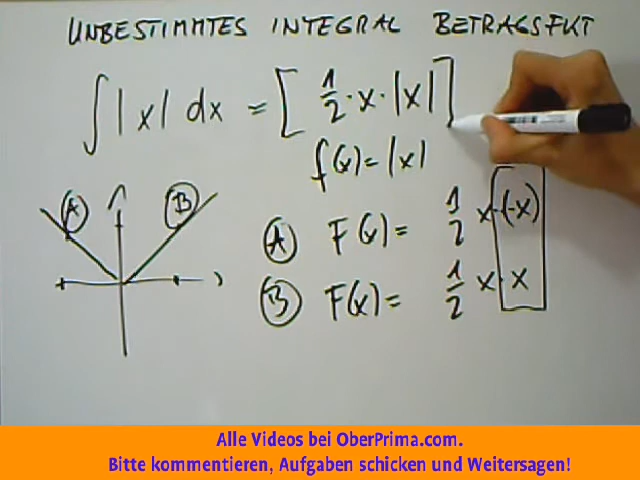 UNBESTIMMTES INTEGRAL BETRAGSFKT
∫|x| dx = [ 1/2 · x · |x| ]
f(x) = |x|
A B
A F(x) = 1/2 x · (-x)
B F(x) = 1/2 x · x
Alle Videos bei OberPrima.com.
Bitte kommentieren, Aufgaben schicken und Weitersagen!